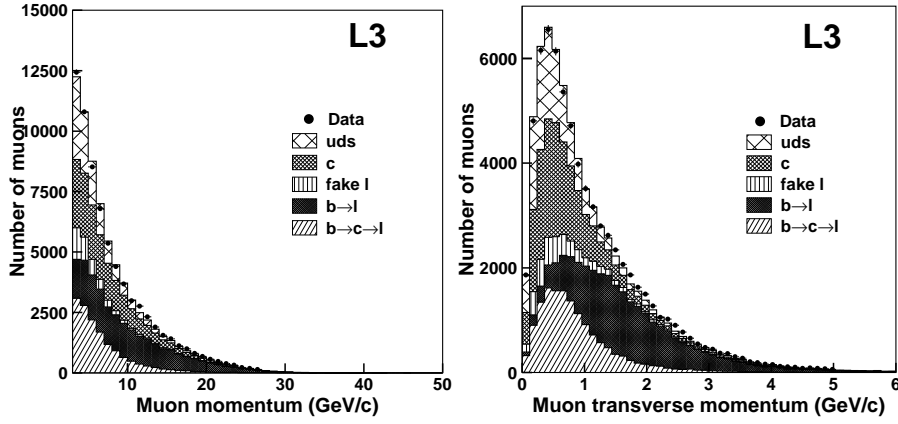 L3
15000
12500
10000
7500
5000
2500
0
Number of muons
Data
uds
c
fake l
b→l
b→c→l
10 20 30 40 50
Muon momentum (GeV/c)
L3
6000
4000
2000
0
Number of muons
Data
uds
c
fake l
b→l
b→c→l
0 1 2 3 4 5 6
Muon transverse momentum (GeV/c)